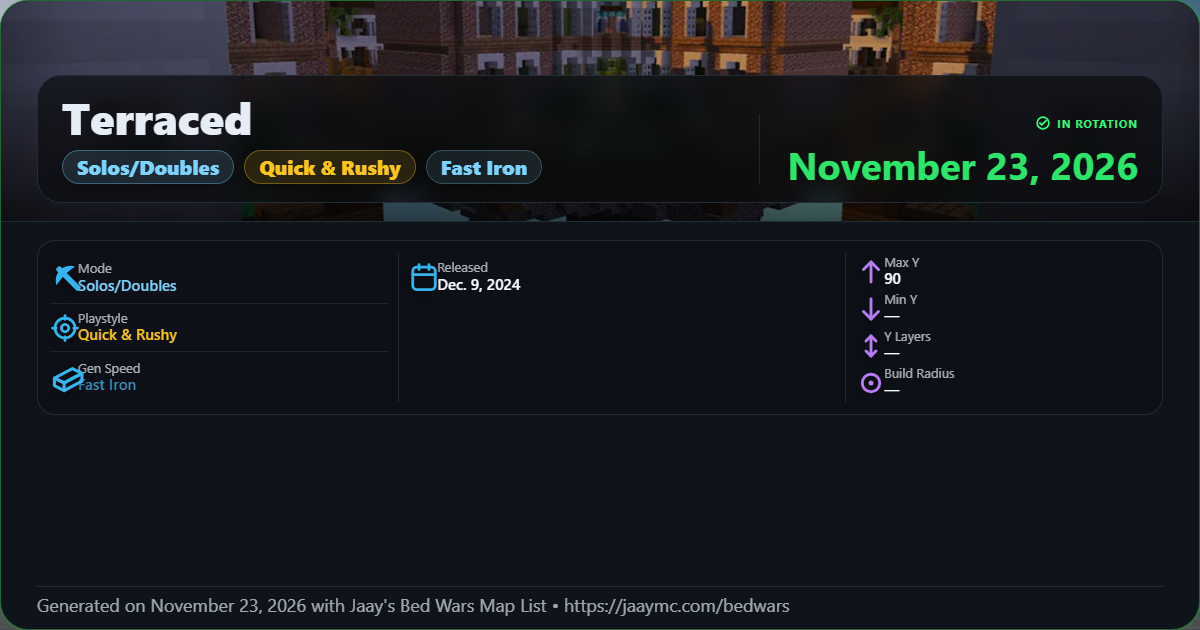 Terraced
Solos/Doubles
Quick & Rushy
Fast Iron
IN ROTATION
November 23, 2026
Mode
Solos/Doubles
Playstyle
Quick & Rushy
Gen Speed
Fast Iron
Released
Dec. 9, 2024
Max Y
90
Min Y
—
Y Layers
—
Build Radius
—
Generated on November 23, 2026 with Jaay's Bed Wars Map List • https://jaaymc.com/bedwars